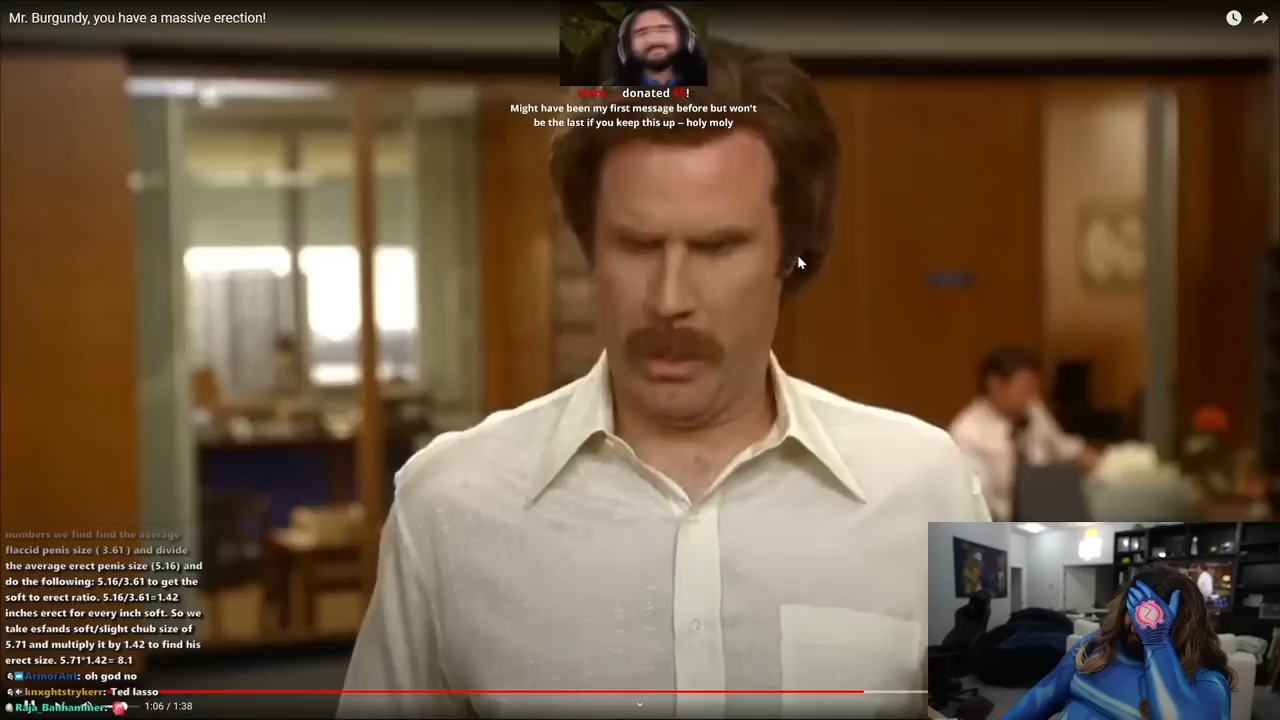 Mr. Burgundy, you have a massive erection!
donated $5!
Might have been my first message before but won't
be the last if you keep this up – holy moly
numbers we find find the average
flaccid penis size ( 3.61 ) and divide
the average erect penis size (5.16) and
do the following: 5.16/3.61 to get the
soft to erect ratio. 5.16/3.61=1.42
inches erect for every inch soft. So we
take esfands soft/slight chub size of
5.71 and multiply it by 1.42 to find his
erect size. 5.71*1.42= 8.1
ArmorAnt: oh god no
knxghtstrykerr: Ted lasso
Raja_Banhammer:
1:06 / 1:38